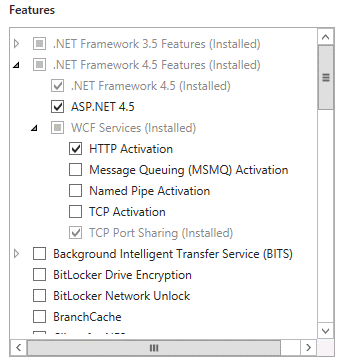 Features
.NET Framework 3.5 Features (Installed)
.NET Framework 4.5 Features (Installed)
.NET Framework 4.5 (Installed)
ASP.NET 4.5
WCF Services (Installed)
HTTP Activation
Message Queuing (MSMQ) Activation
Named Pipe Activation
TCP Activation
TCP Port Sharing (Installed)
Background Intelligent Transfer Service (BITS)
BitLocker Drive Encryption
BitLocker Network Unlock
BranchCache